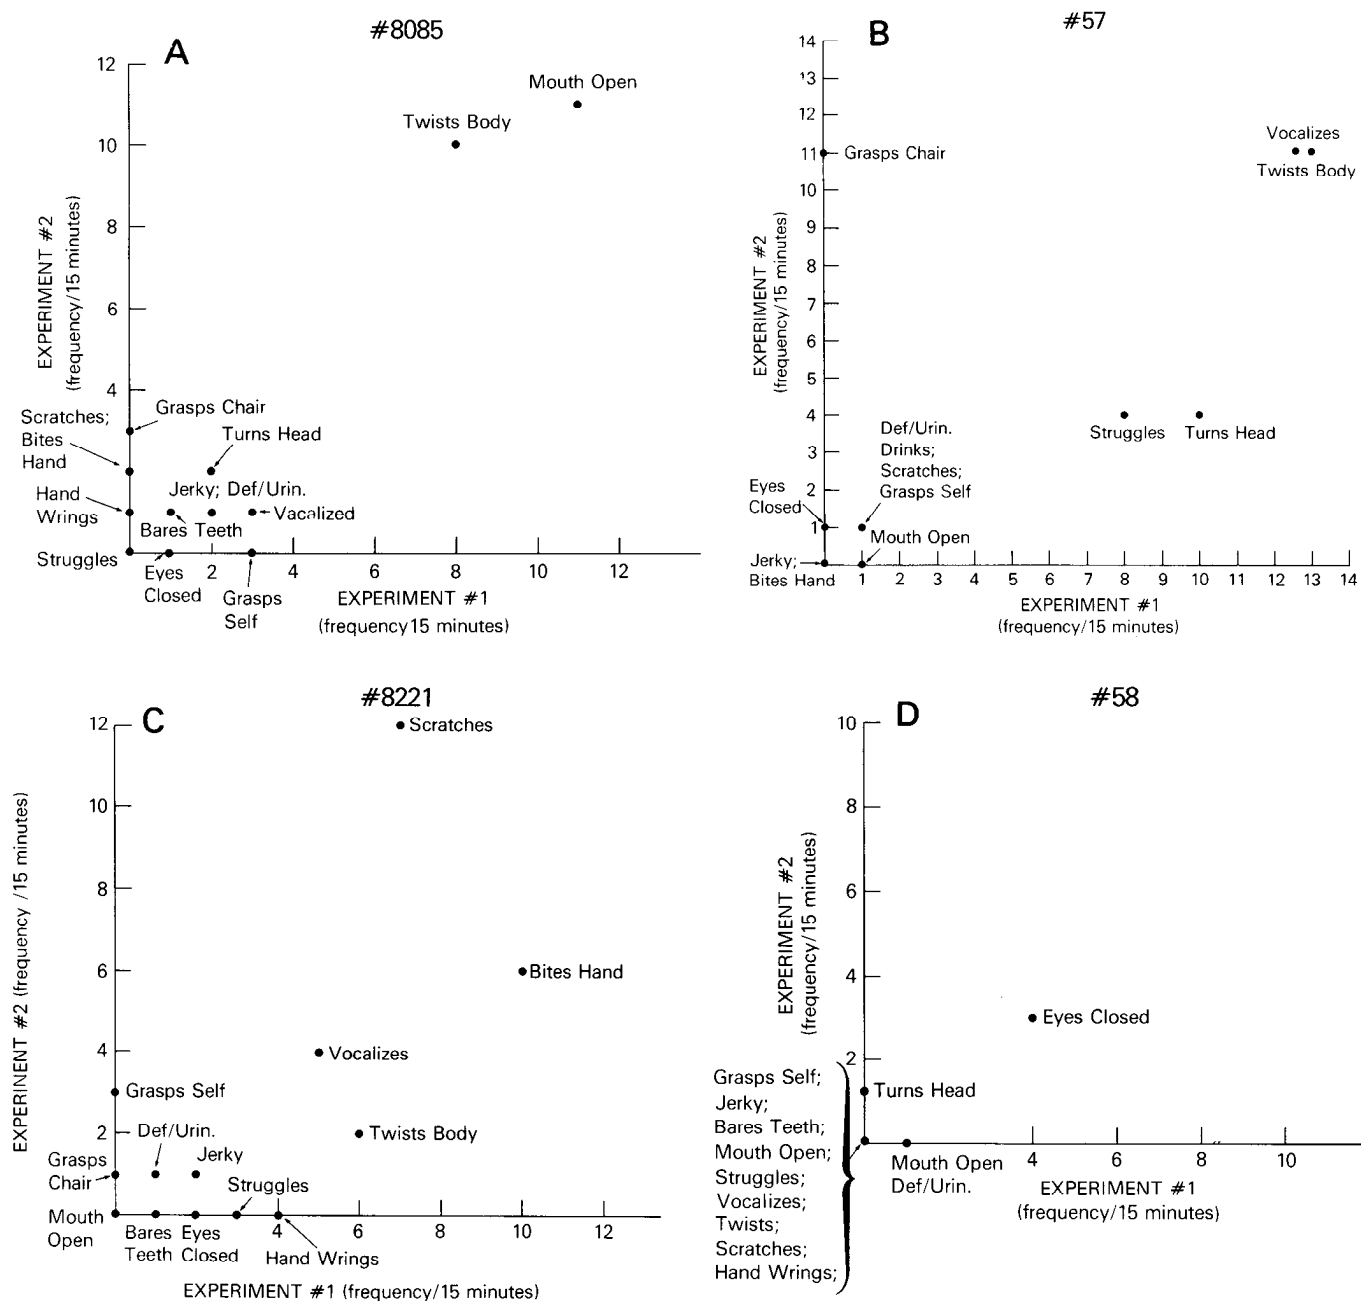 A
#8085
12
10
8
6
4
EXPERIMENT #2
(frequency/15 minutes)
Mouth Open
Twists Body
Grasps Chair
Scratches;
Bites
Hand
Turns Head
Hand
Wrings
Jerky; Def/Urin.
Vacalized
Bares Teeth
Struggles
Eyes
Closed
Grasps
Self
2 4 6 8 10 12
EXPERIMENT #1
(frequency15 minutes)
B
#57
14
13
12
11
10
9
8
7
6
5
4
3
2
1
EXPERIMENT #2
(frequency/15 minutes)
Grasps Chair
Vocalizes
Twists Body
Struggles
Turns Head
Def/Urin.
Drinks;
Scratches;
Grasps Self
Eyes
Closed
Mouth Open
Jerky;
Bites Hand
1 2 3 4 5 6 7 8 9 10 11 12 13 14
EXPERIMENT #1
(frequency/15 minutes)
C
#8221
12
10
8
6
4
2
EXPERINENT #2 (frequency /15 minutes)
Scratches
Bites Hand
Vocalizes
Grasps Self
Twists Body
Def/Urin.
Jerky
Grasps
Chair
Struggles
Mouth
Open
Bares
Teeth
Eyes
Closed
Hand Wrings
4 6 8 10 12
EXPERIMENT #1 (frequency/15 minutes)
D
#58
10
8
6
4
2
EXPERIMENT #2
(frequency/15 minutes)
Eyes Closed
Turns Head
Grasps Self;
Jerky;
Bares Teeth;
Mouth Open;
Struggles;
Vocalizes;
Twists;
Scratches;
Hand Wrings;
Mouth Open
Def/Urin.
4 6 8 10
EXPERIMENT #1
(frequency/15 minutes)